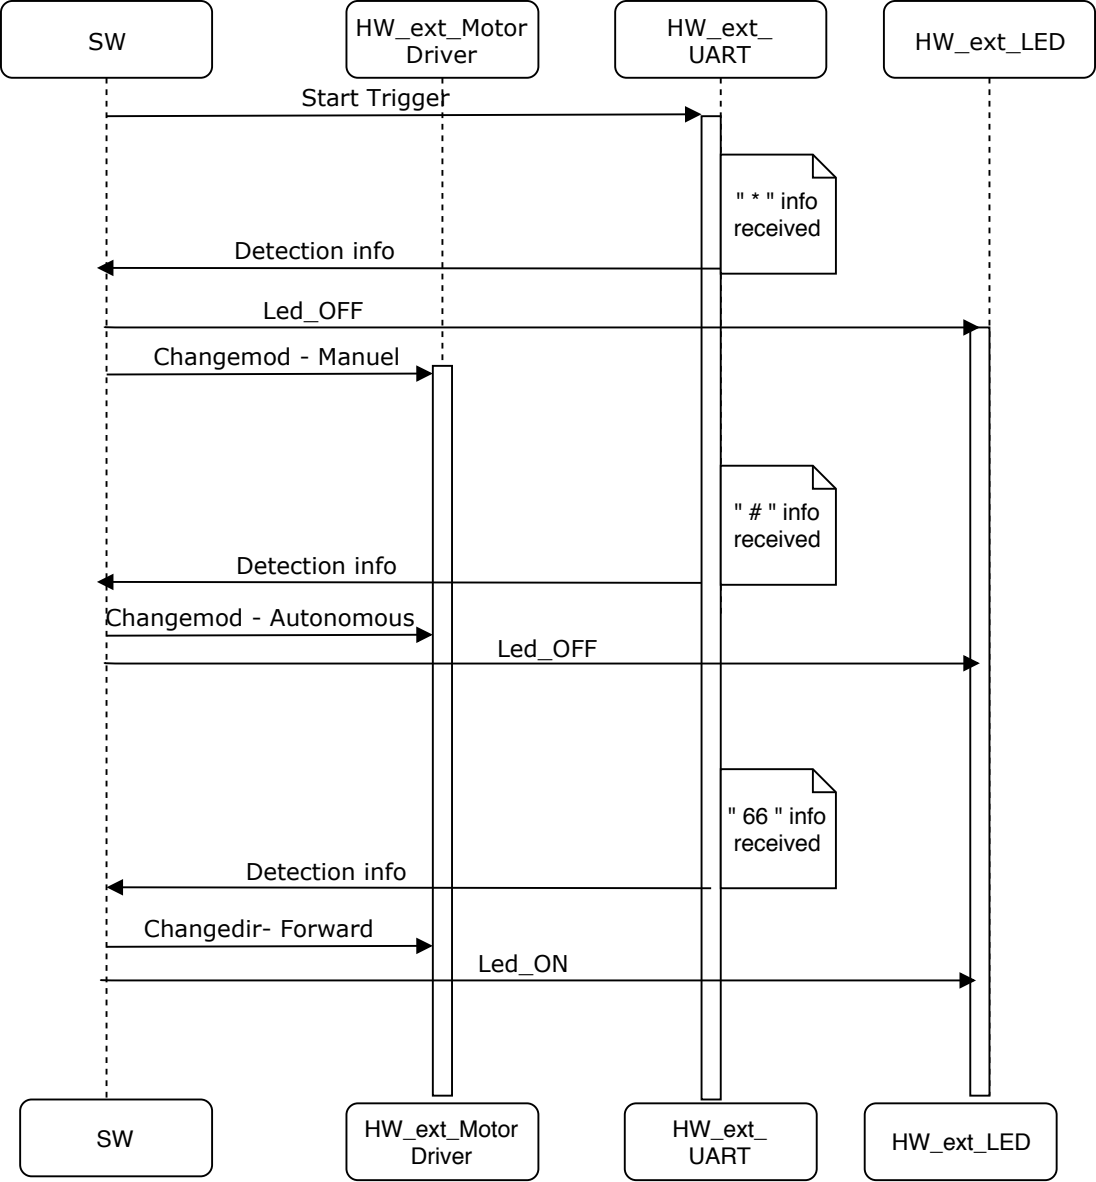 SW
HW_ext_Motor
Driver
HW_ext_
UART
HW_ext_LED
Start Trigger
" * " info
received
Detection info
Led_OFF
Changemod - Manuel
" # " info
received
Detection info
Changemod - Autonomous
Led_OFF
" 66 " info
received
Detection info
Changedir- Forward
Led_ON
SW
HW_ext_Motor
Driver
HW_ext_
UART
HW_ext_LED